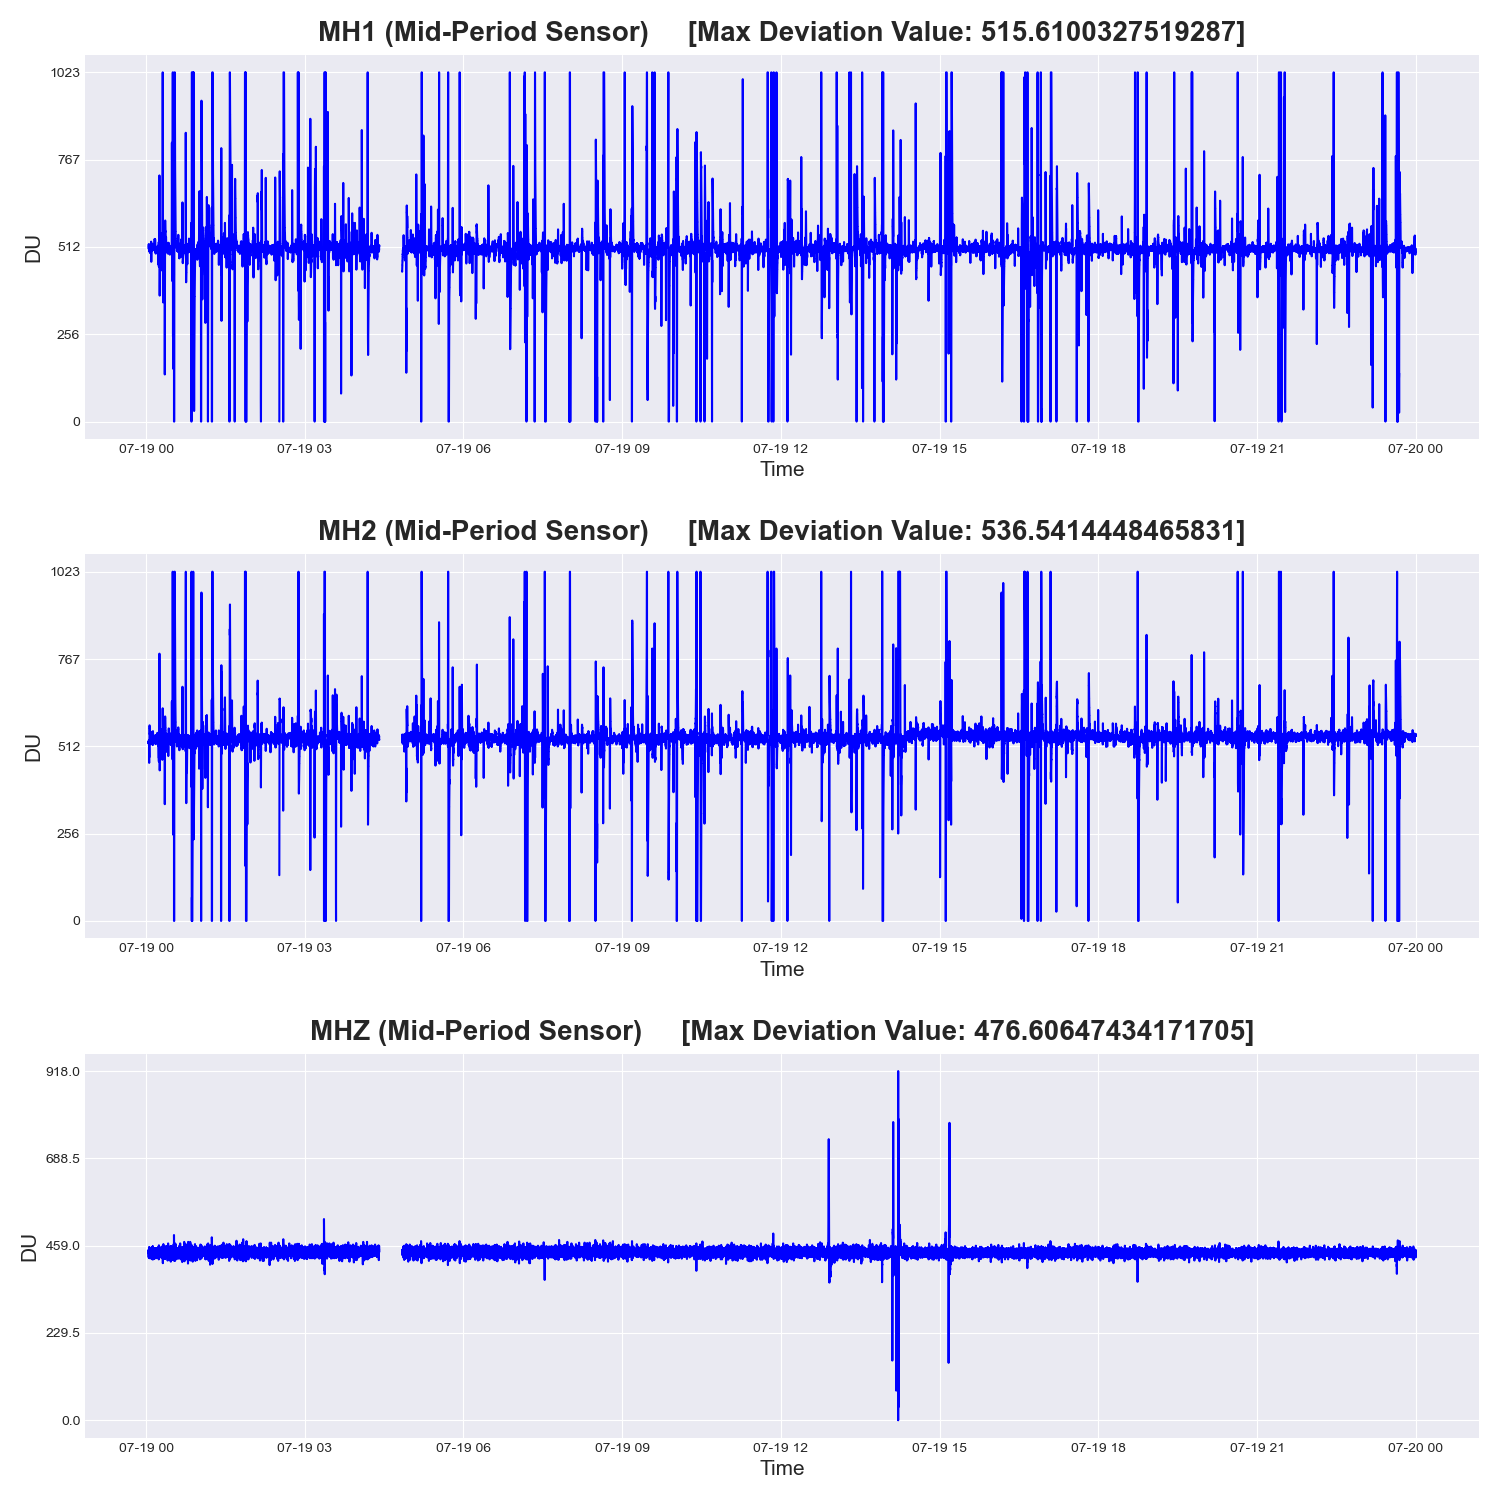 MH1 (Mid-Period Sensor) [Max Deviation Value: 515.6100327519287]
1023
767
512
256
0
DU
07-19 00 07-19 03 07-19 06 07-19 09 07-19 12 07-19 15 07-19 18 07-19 21 07-20 00
Time
MH2 (Mid-Period Sensor) [Max Deviation Value: 536.5414448465831]
1023
767
512
256
0
DU
07-19 00 07-19 03 07-19 06 07-19 09 07-19 12 07-19 15 07-19 18 07-19 21 07-20 00
Time
MHZ (Mid-Period Sensor) [Max Deviation Value: 476.60647434171705]
918.0
688.5
459.0
229.5
0.0
DU
07-19 00 07-19 03 07-19 06 07-19 09 07-19 12 07-19 15 07-19 18 07-19 21 07-20 00
Time